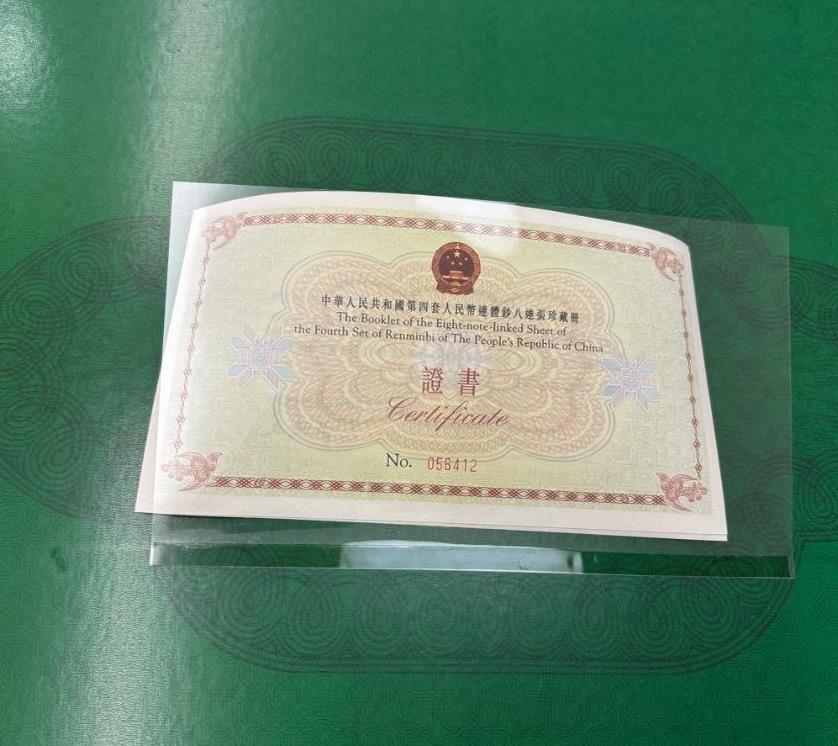 中華人民共和國第四套人民幣連體鈔八連張珍藏冊
The Booklet of the Eight-note-linked Sheet of
the Fourth Set of Renminbi of The People's Republic of China
證書
Certificate
No. 056412